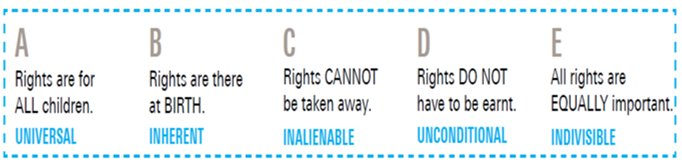 A
Rights are for
ALL children.
UNIVERSAL
B
Rights are there
at BIRTH.
INHERENT
C
Rights CANNOT
be taken away.
INALIENABLE
D
Rights DO NOT
have to be earnt.
UNCONDITIONAL
E
All rights are
EQUALLY important.
INDIVISIBLE